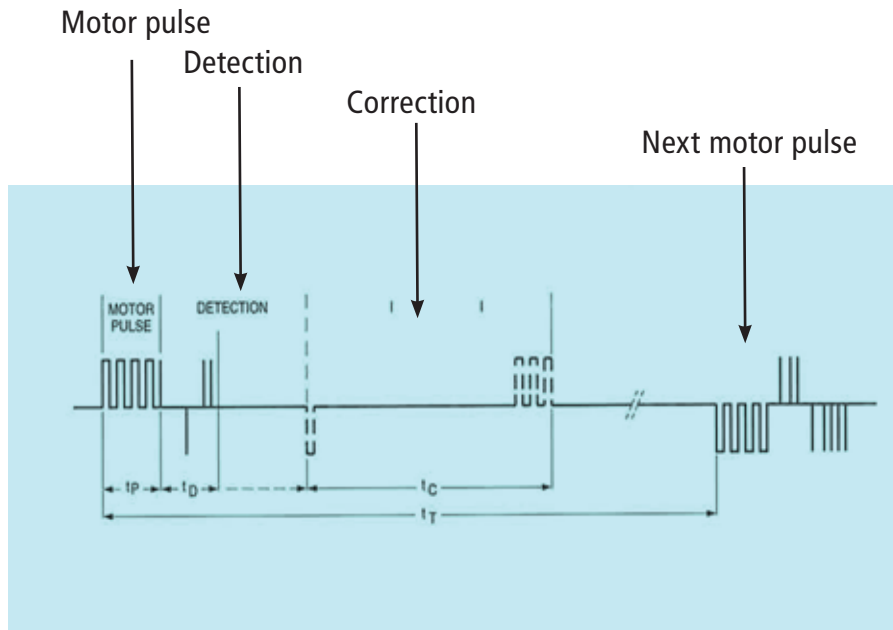 Motor pulse
Detection
Correction
Next motor pulse
MOTOR
PULSE
DETECTION
tP
tD
tC
tT